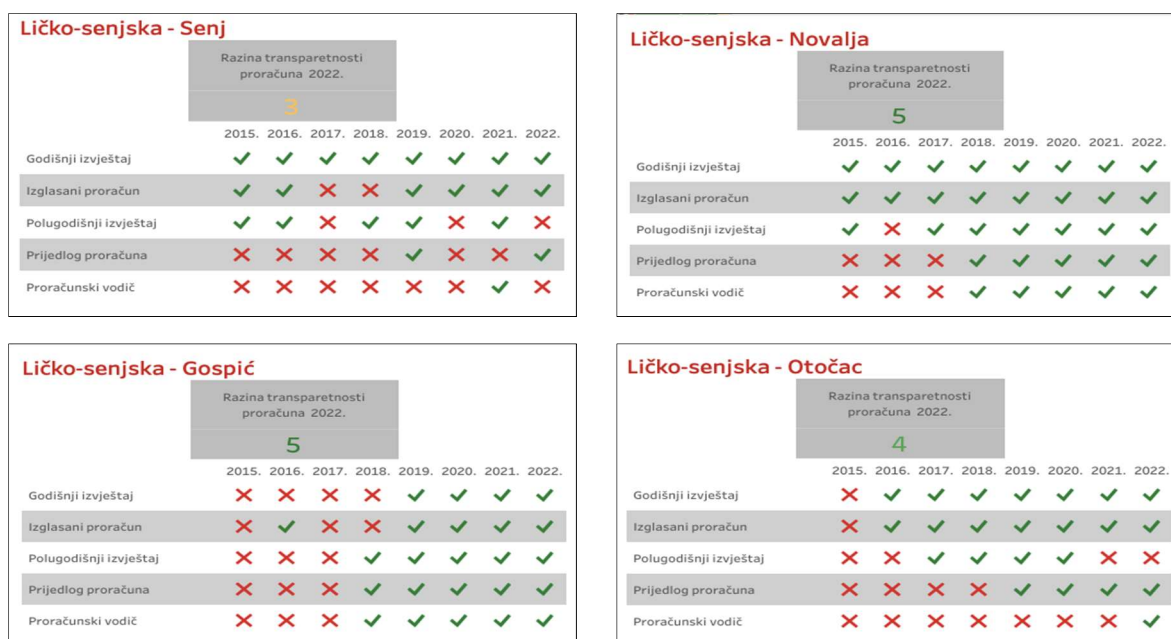 Ličko-senjska - Senj
Razina transparetnosti
proračuna 2022.
3
2015. 2016. 2017. 2018. 2019. 2020. 2021. 2022.
Godišnji izvještaj
Izglasani proračun
Polugodišnji izvještaj
Prijedlog proračuna
Proračunski vodič
Ličko-senjska - Novalja
Razina transparetnosti
proračuna 2022.
5
2015. 2016. 2017. 2018. 2019. 2020. 2021. 2022.
Godišnji izvještaj
Izglasani proračun
Polugodišnji izvještaj
Prijedlog proračuna
Proračunski vodič
Ličko-senjska - Gospić
Razina transparetnosti
proračuna 2022.
5
2015. 2016. 2017. 2018. 2019. 2020. 2021. 2022.
Godišnji izvještaj
Izglasani proračun
Polugodišnji izvještaj
Prijedlog proračuna
Proračunski vodič
Ličko-senjska - Otočac
Razina transparetnosti
proračuna 2022.
4
2015. 2016. 2017. 2018. 2019. 2020. 2021. 2022.
Godišnji izvještaj
Izglasani proračun
Polugodišnji izvještaj
Prijedlog proračuna
Proračunski vodič